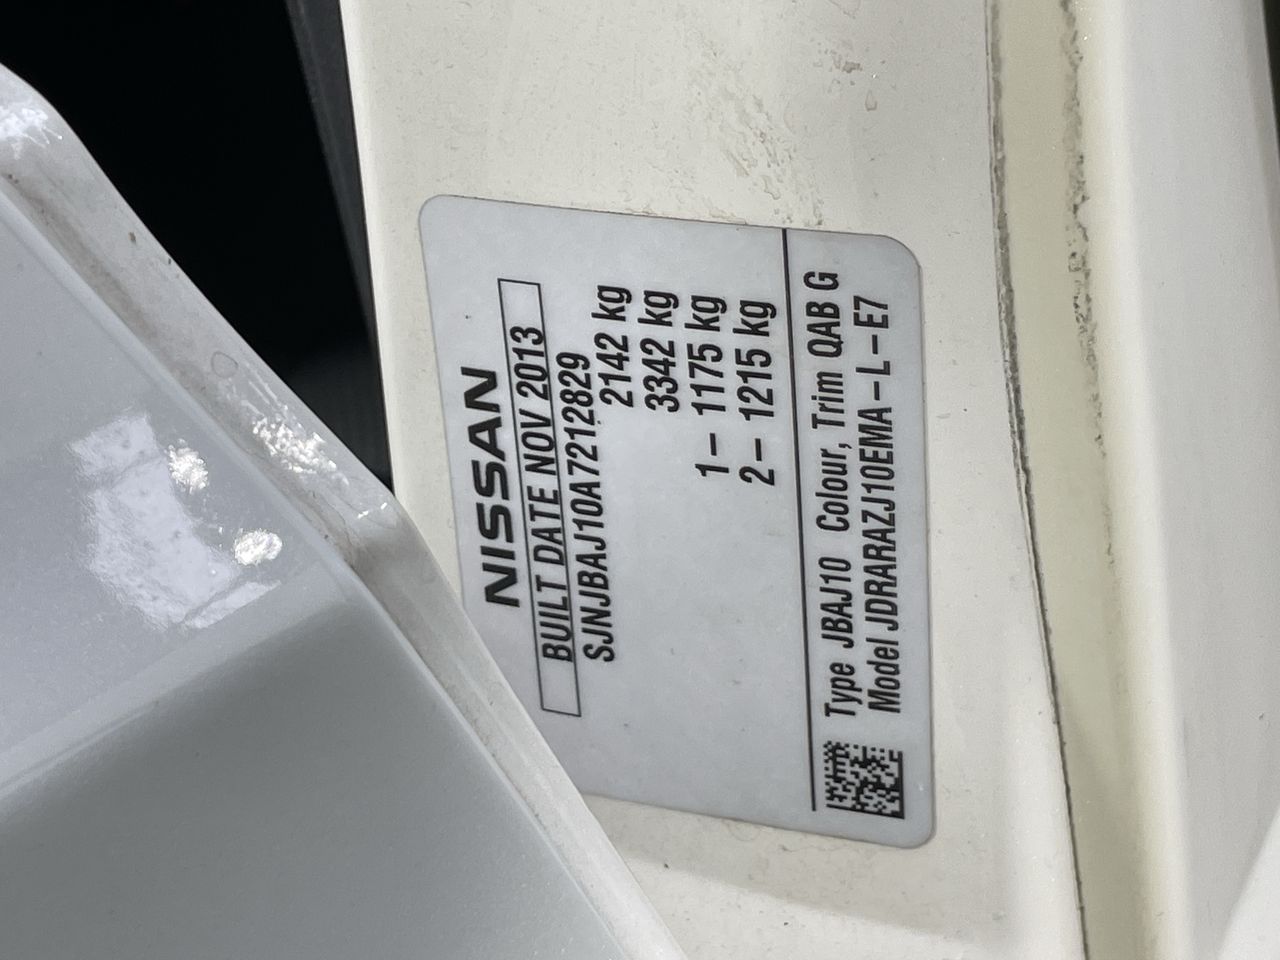 NISSAN
BUILT DATE NOV 2013
SJNJBAJ10A7212829
2142 kg
3342 kg
1– 1175 kg
2– 1215 kg
Type JBAJ10 Colour, Trim QAB G
Model JDRARAZJ10EMA–L–E7